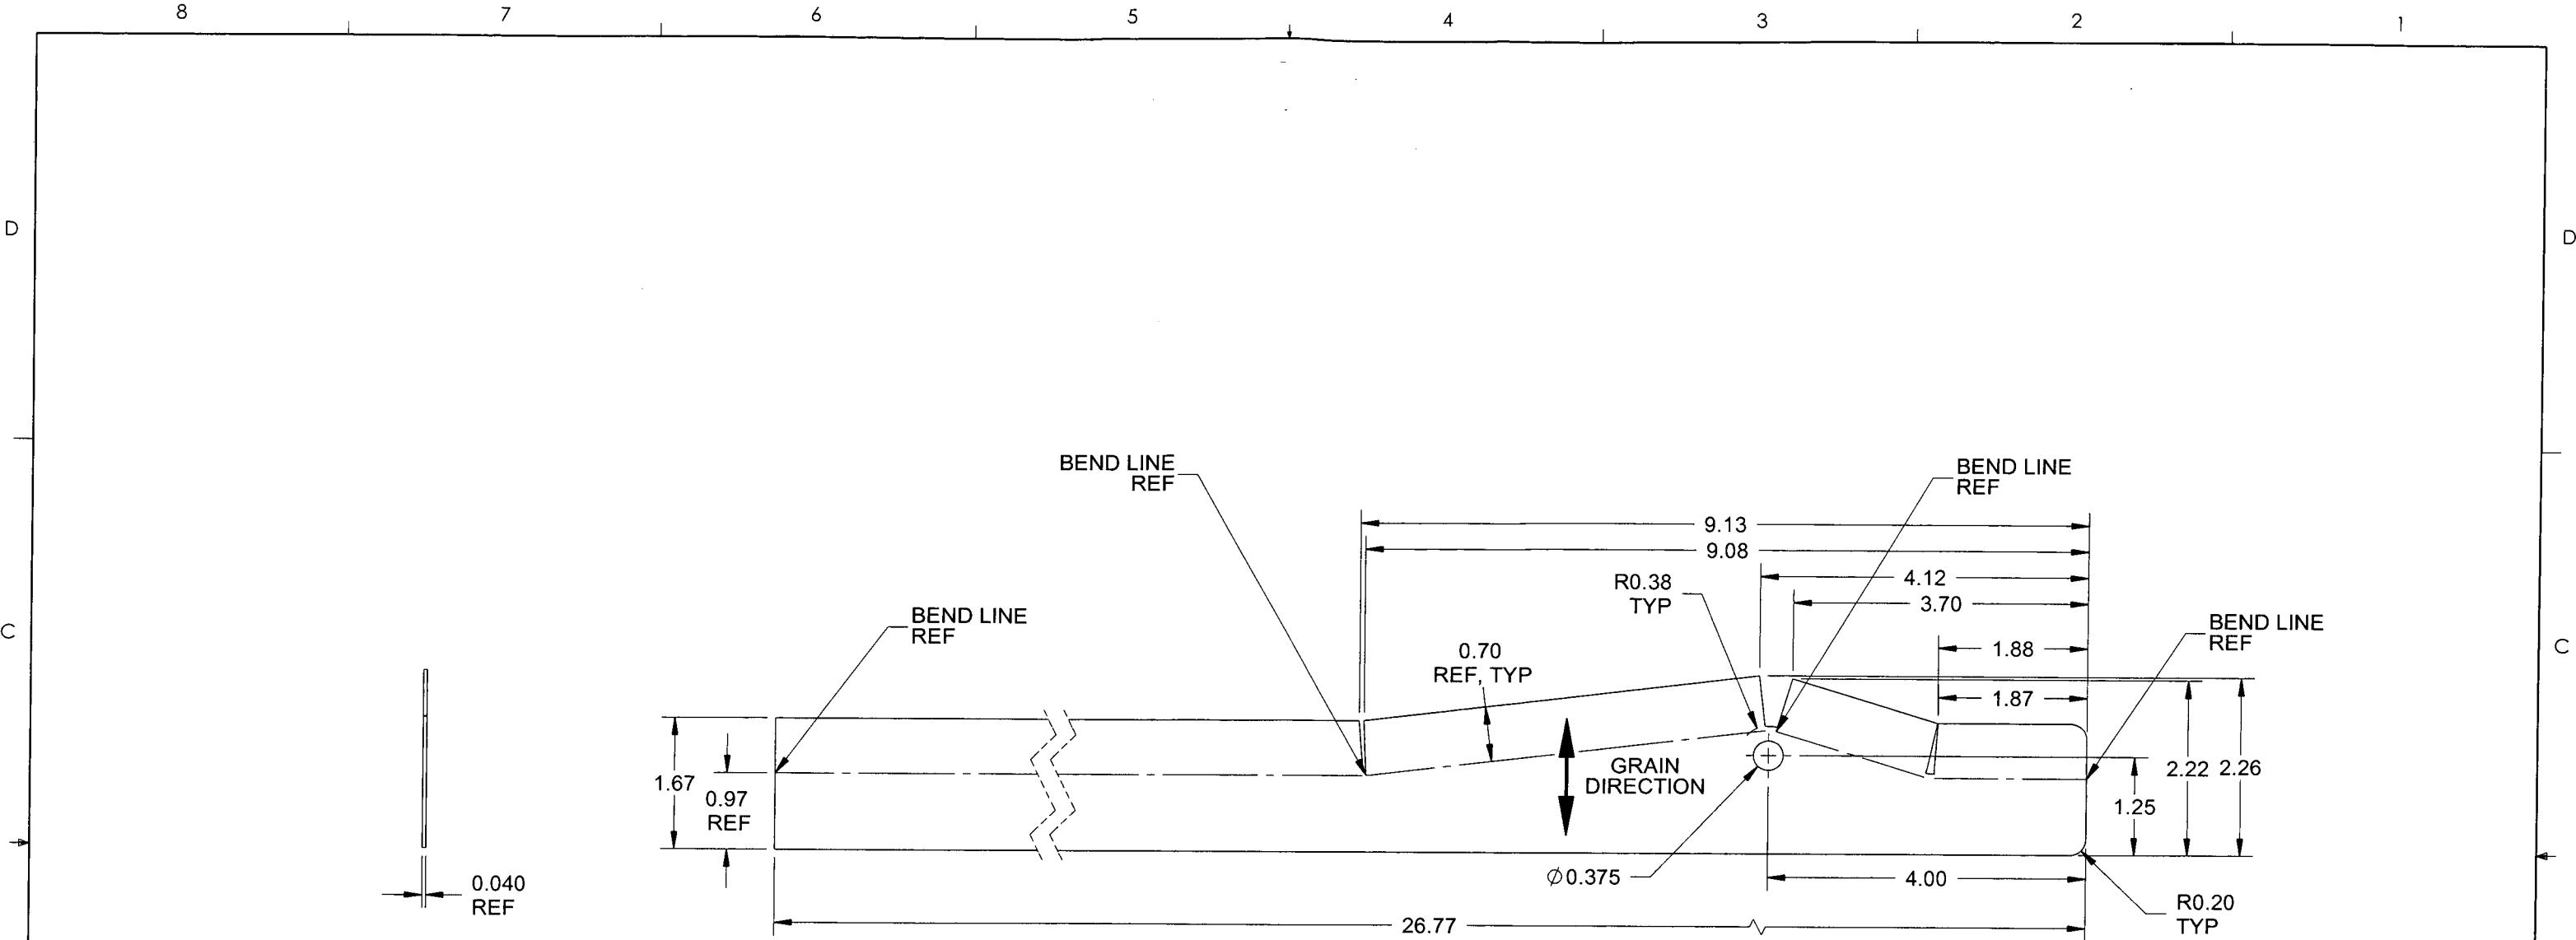 8 7 6 5 4 3 2 1
D
D
BEND LINE
REF
BEND LINE
REF
9.13
9.08
R0.38
TYP
4.12
3.70
C
BEND LINE
REF
BEND LINE
REF
C
0.70
REF, TYP
1.88
1.87
1.67
0.97
REF
GRAIN
DIRECTION
2.22
2.26
1.25
0.040
REF
Ø0.375
4.00
R0.20
TYP
26.77